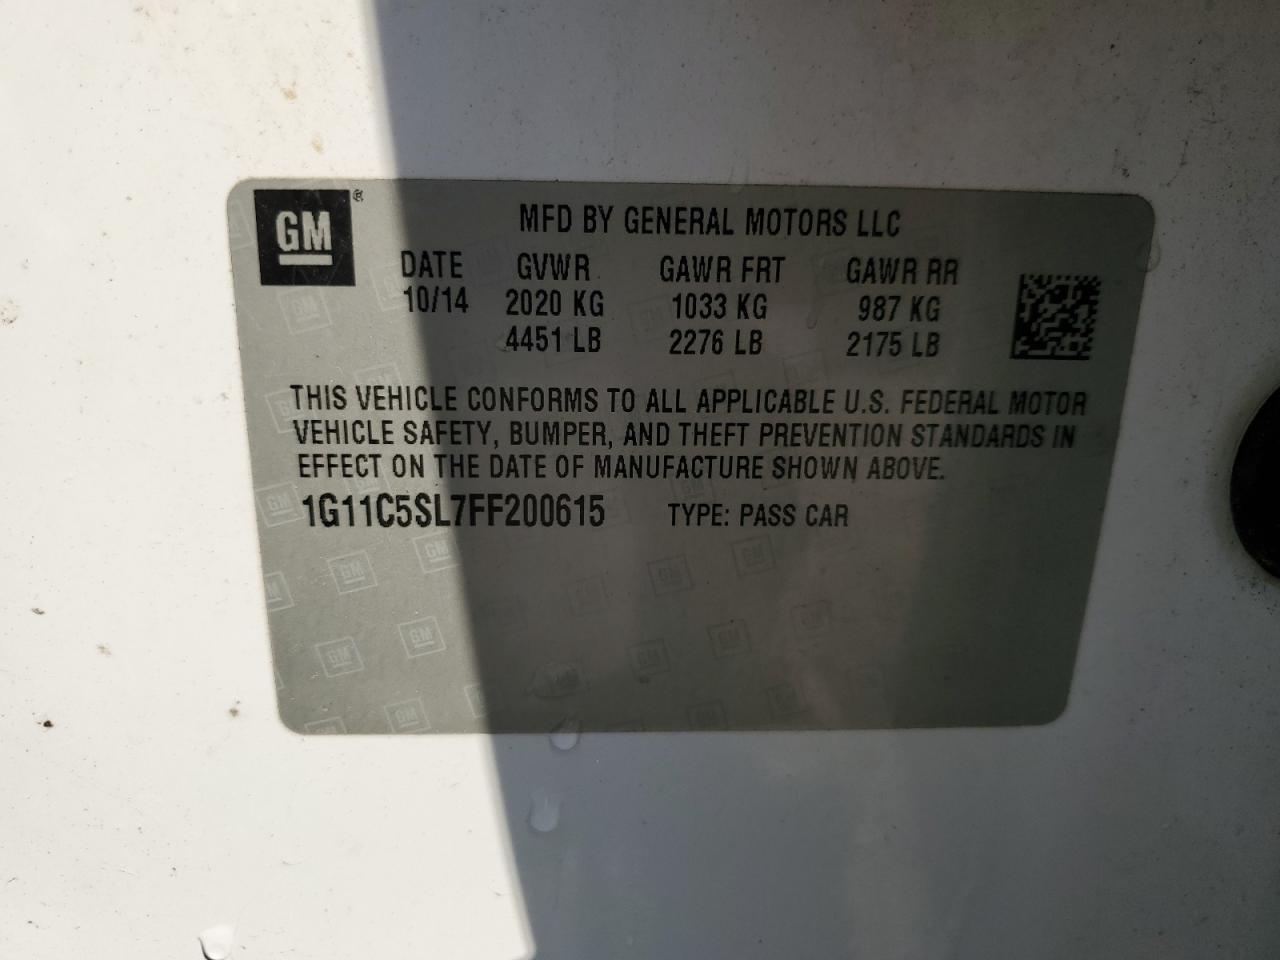 GM®
MFD BY GENERAL MOTORS LLC
DATE GVWR GAWR FRT GAWR RR
10/14 2020 KG 1033 KG 987 KG
4451 LB 2276 LB 2175 LB
THIS VEHICLE CONFORMS TO ALL APPLICABLE U.S. FEDERAL MOTOR
VEHICLE SAFETY, BUMPER, AND THEFT PREVENTION STANDARDS IN
EFFECT ON THE DATE OF MANUFACTURE SHOWN ABOVE.
1G11C5SL7FF200615 TYPE: PASS CAR